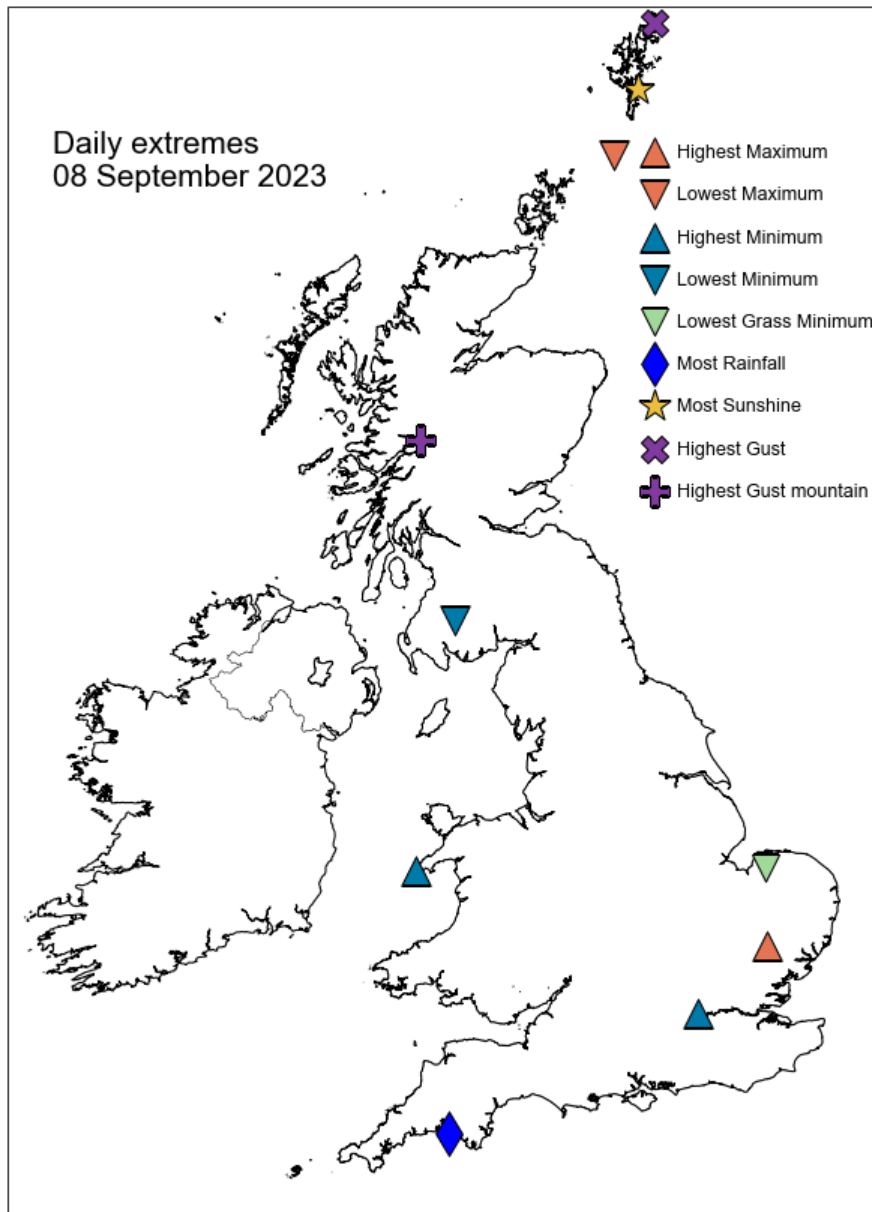 Daily extremes
08 September 2023
Highest Maximum
Lowest Maximum
Highest Minimum
Lowest Minimum
Lowest Grass Minimum
Most Rainfall
Most Sunshine
Highest Gust
Highest Gust mountain